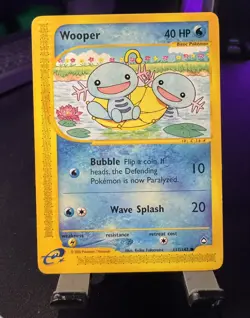 Wooper 40 HP
Basic Pokémon
Bubble Flip a coin. If
heads, the Defending
Pokémon is now Paralyzed.
10
Wave Splash 20
weakness resistance retreat cost